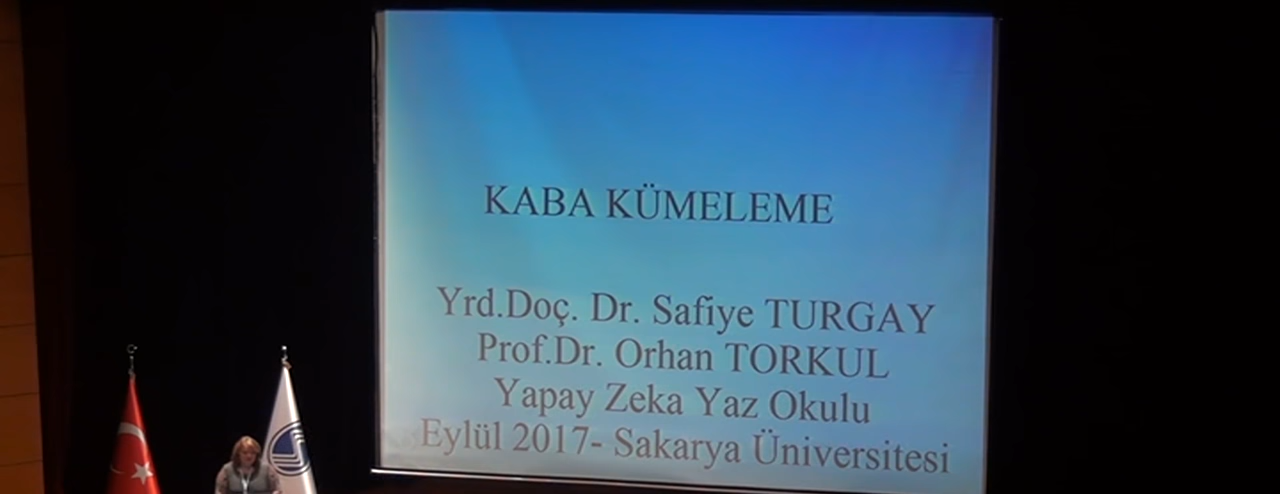 KABA KÜMELEME
Yrd.Doç. Dr. Safiye TURGAY
Prof.Dr. Orhan TORKUL
Yapay Zeka Yaz Okulu
Eylül 2017- Sakarya Üniversitesi